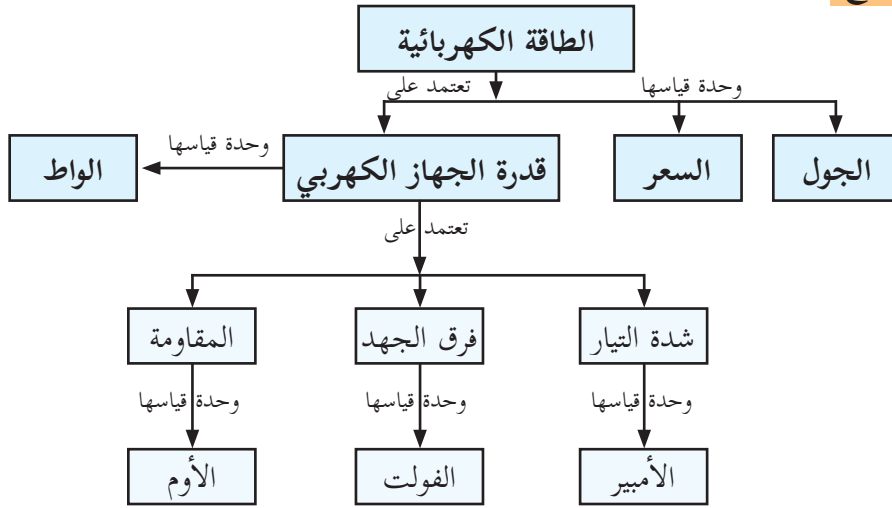 الطاقة الكهربائية
وحدة قياسها
تعتمد على
الجول
السعر
قدرة الجهاز الكهربي
وحدة قياسها
الواط
تعتمد على
شدة التيار
فرق الجهد
المقاومة
وحدة قياسها
وحدة قياسها
وحدة قياسها
الأمبير
الفولت
الأوم